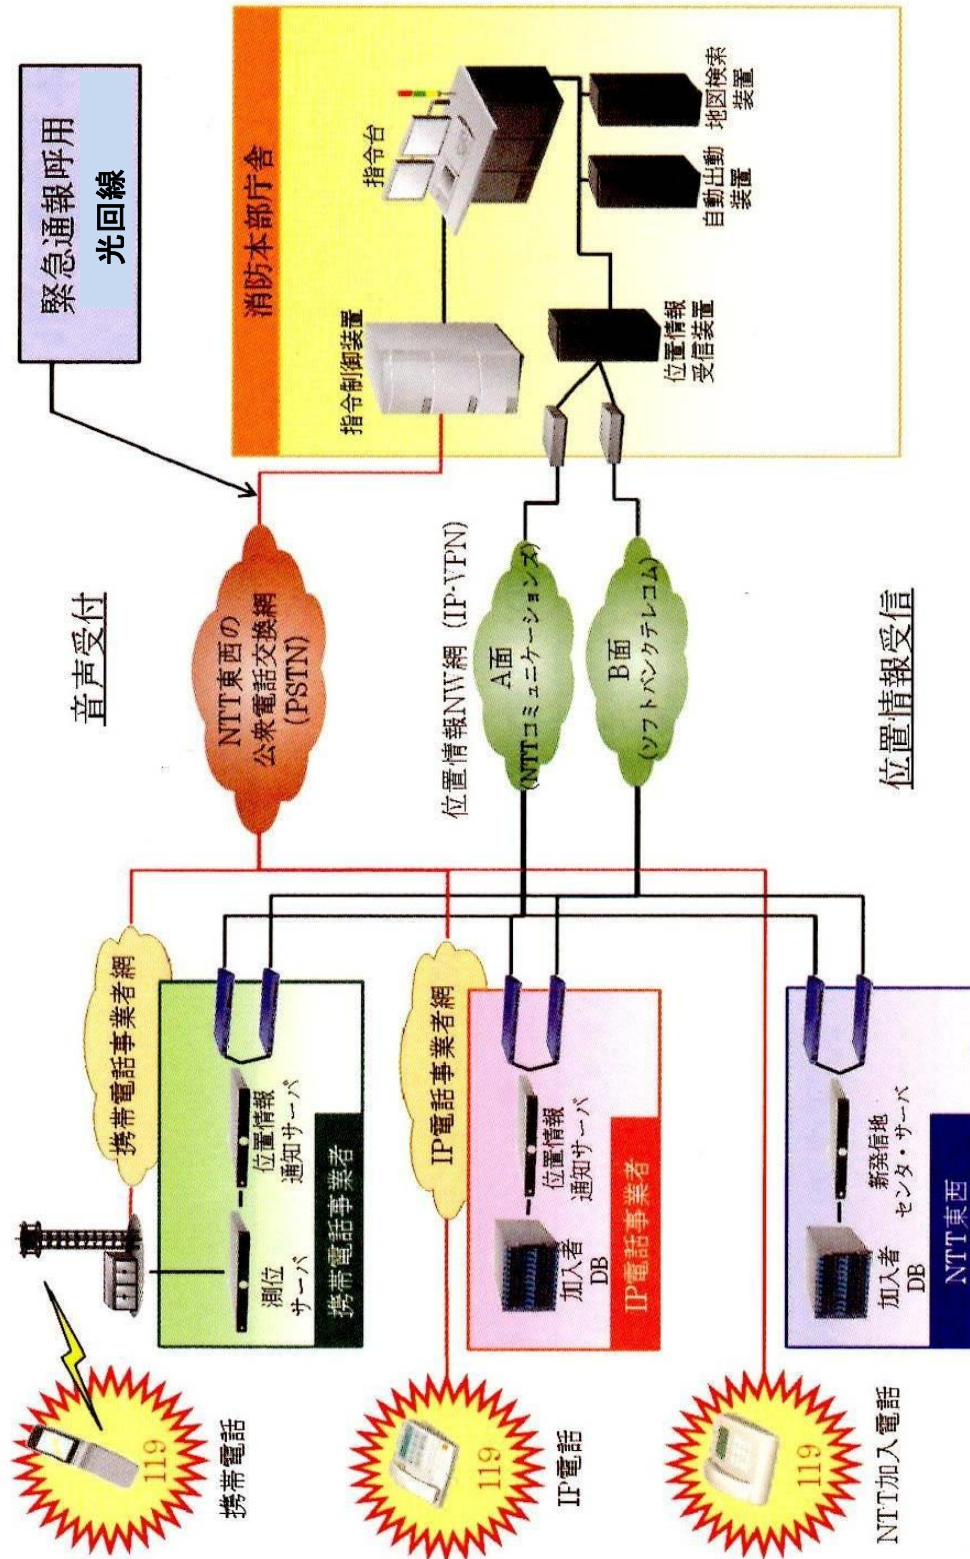 音声受付
緊急通報呼用
光回線
携帯電話
119
携帯電話事業者網
NTT東西の
公衆電話交換網
(PSTN)
消防本部庁舎
指令制御装置
指令台
測位
サーバ
位置情報
通知サーバ
携帯電話事業者
IP電話
119
IP電話事業者網
位置情報NW網 (IP-VPN)
A面
(NTTコミュニケーションズ)
B面
(ソフトバンクテレコム)
位置情報
受信装置
自動出動
装置
地図検索
装置
加入者
DB
位置情報
通知サーバ
IP電話事業者
NTT加入電話
119
加入者
DB
新発信地
センタ・サーバ
NTT東西
位置情報受信